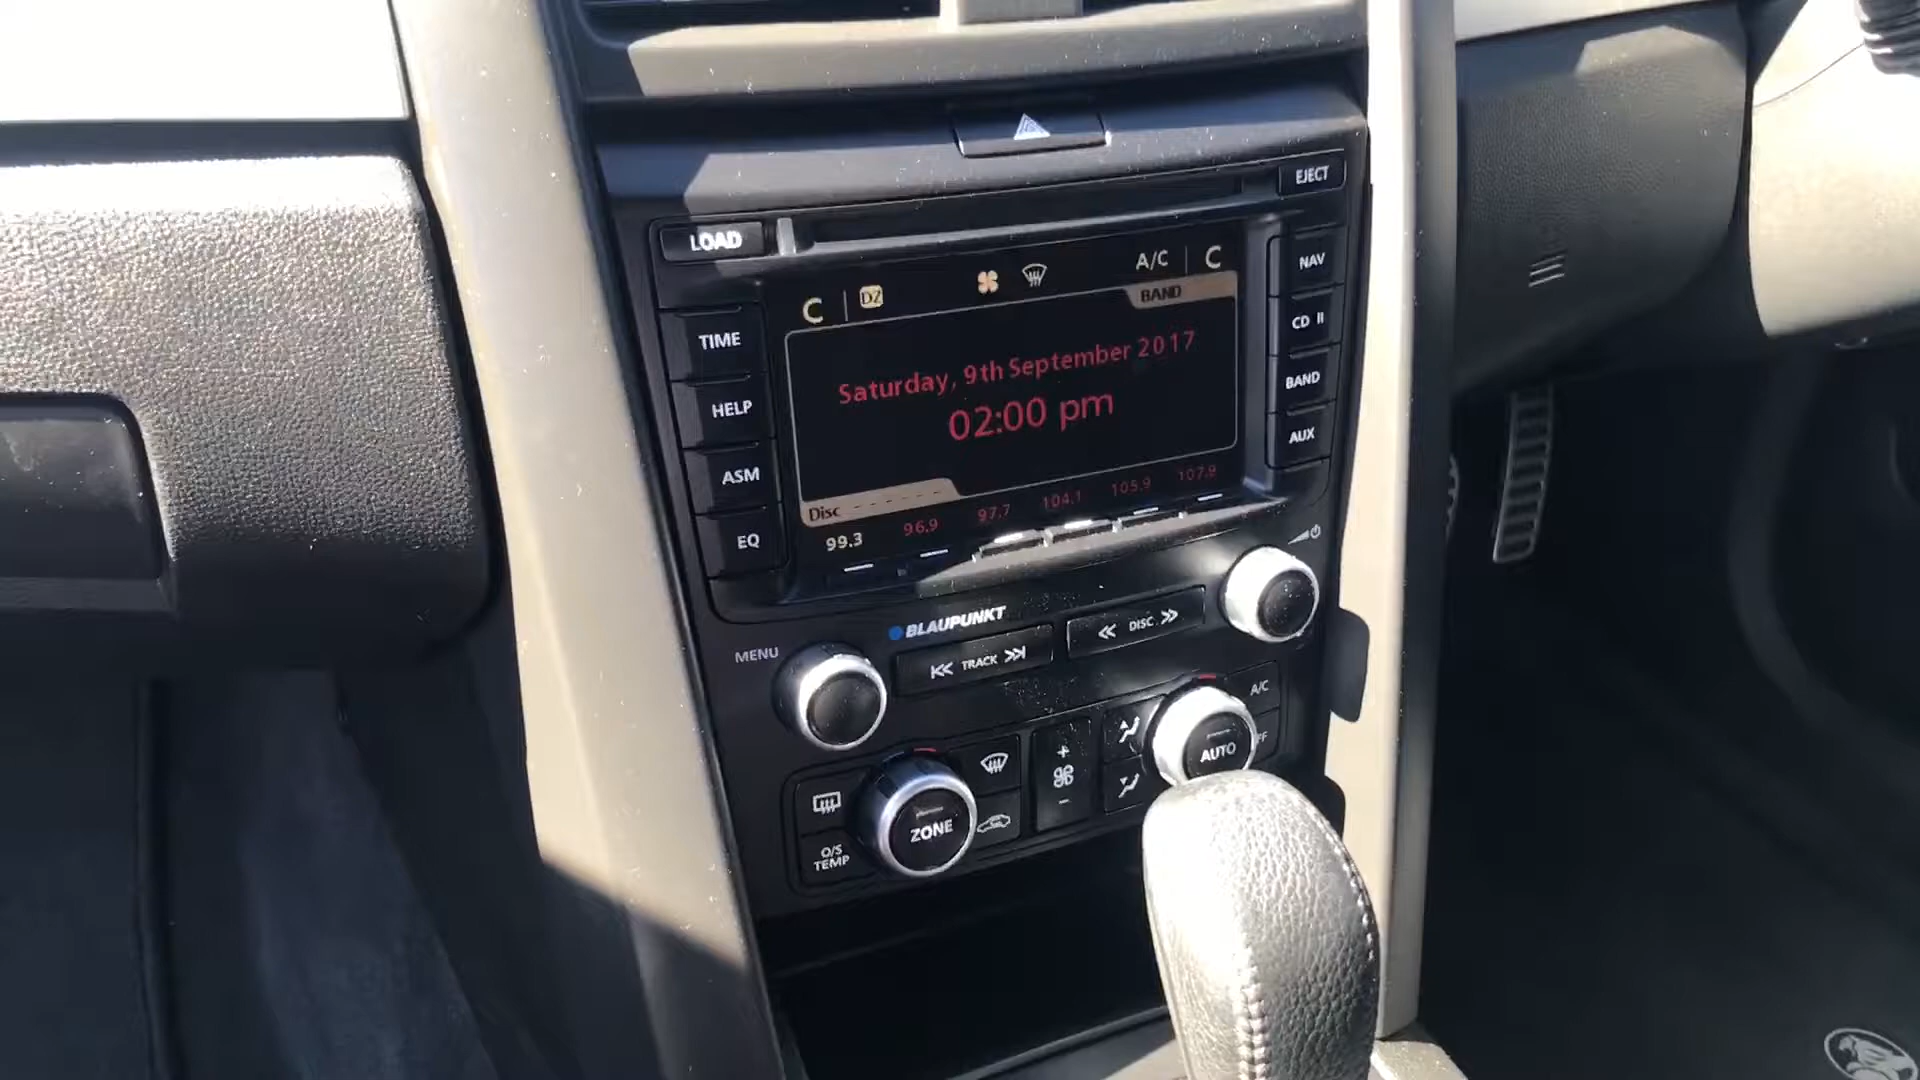 EJECT
LOAD
C DZ A/C C
BAND
TIME
HELP
ASM
EQ
Saturday, 9th September 2017
02:00 pm
Disc ------
99.3 96.9 97.7 104.1 105.9 107.9
NAV
CD II
BAND
AUX
BLAUPUNKT
MENU
TRACK
DISC
A/C
AUTO
FF
ZONE
O/S
TEMP